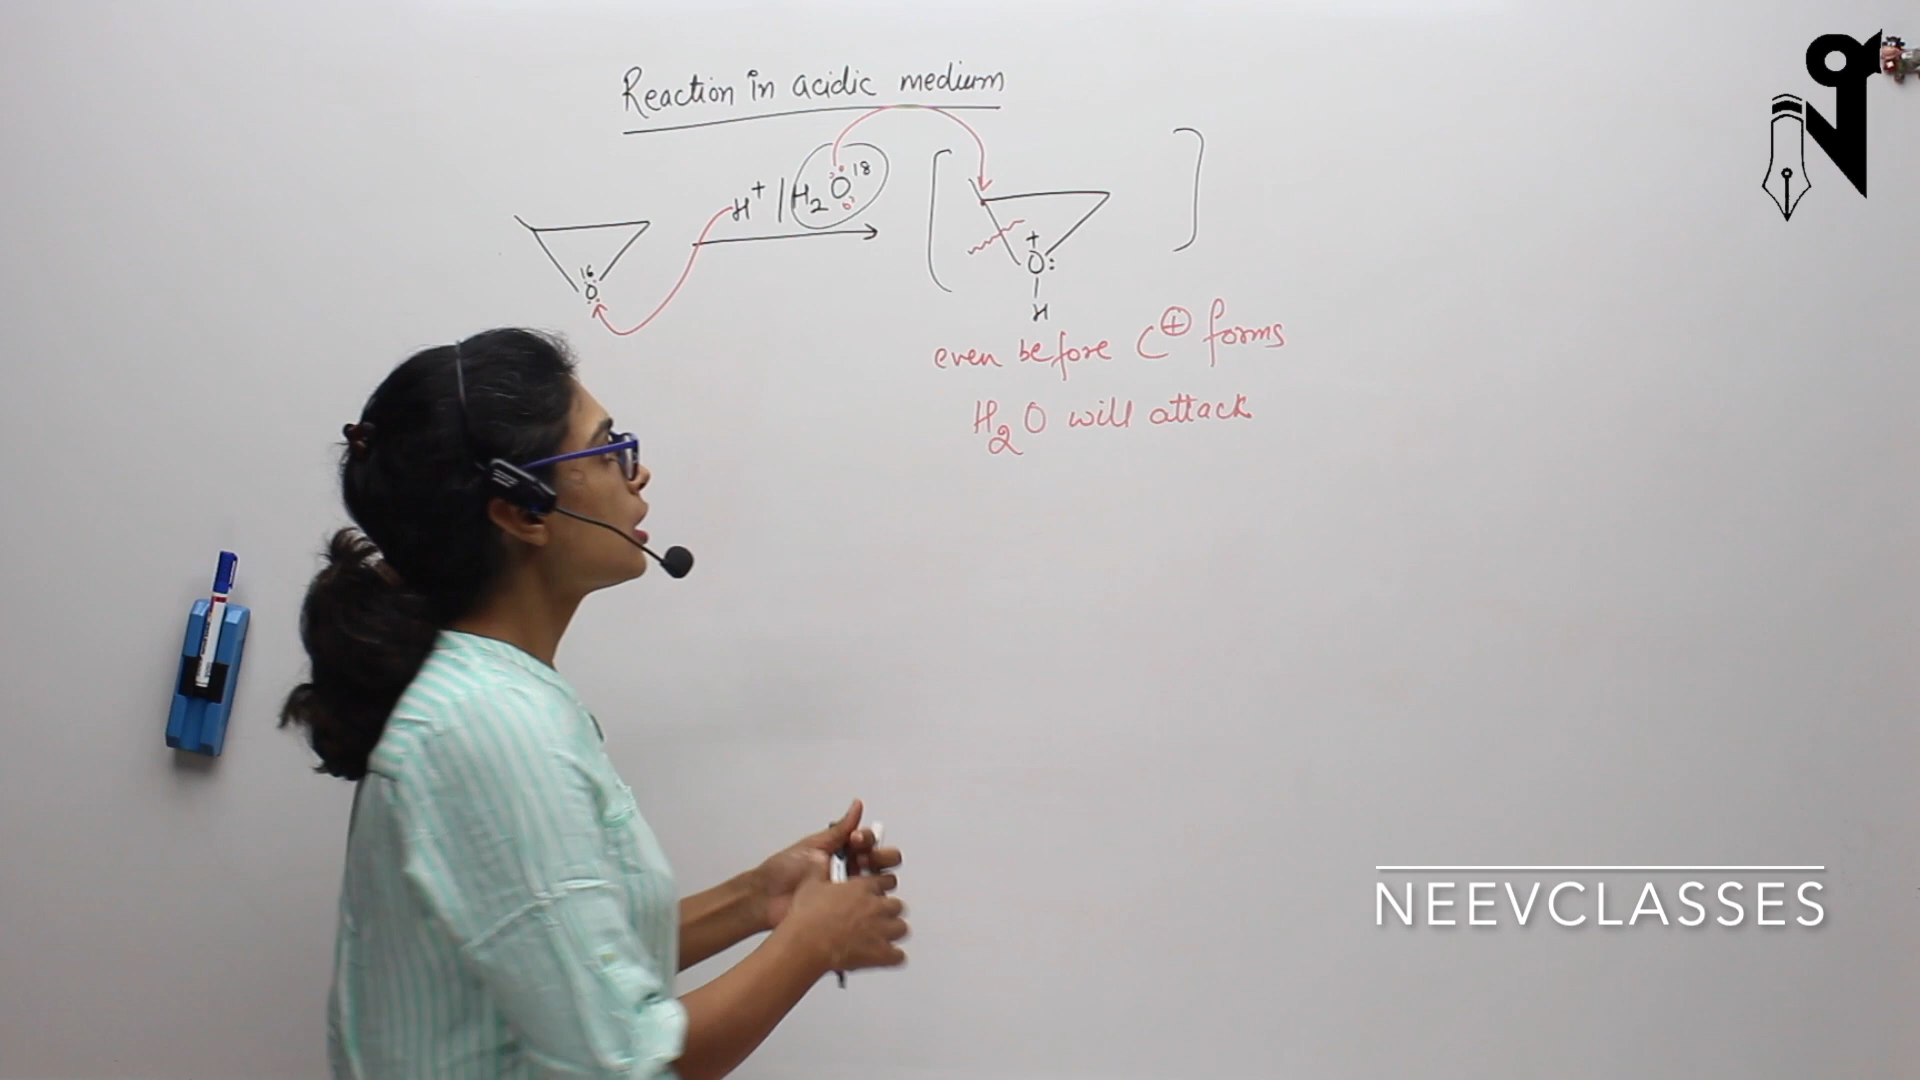 Reaction in acidic medium
H+ / H2O18
16
O
+
O:
H
even before C⊕ forms
H2O will attack
NEEVCLASSES